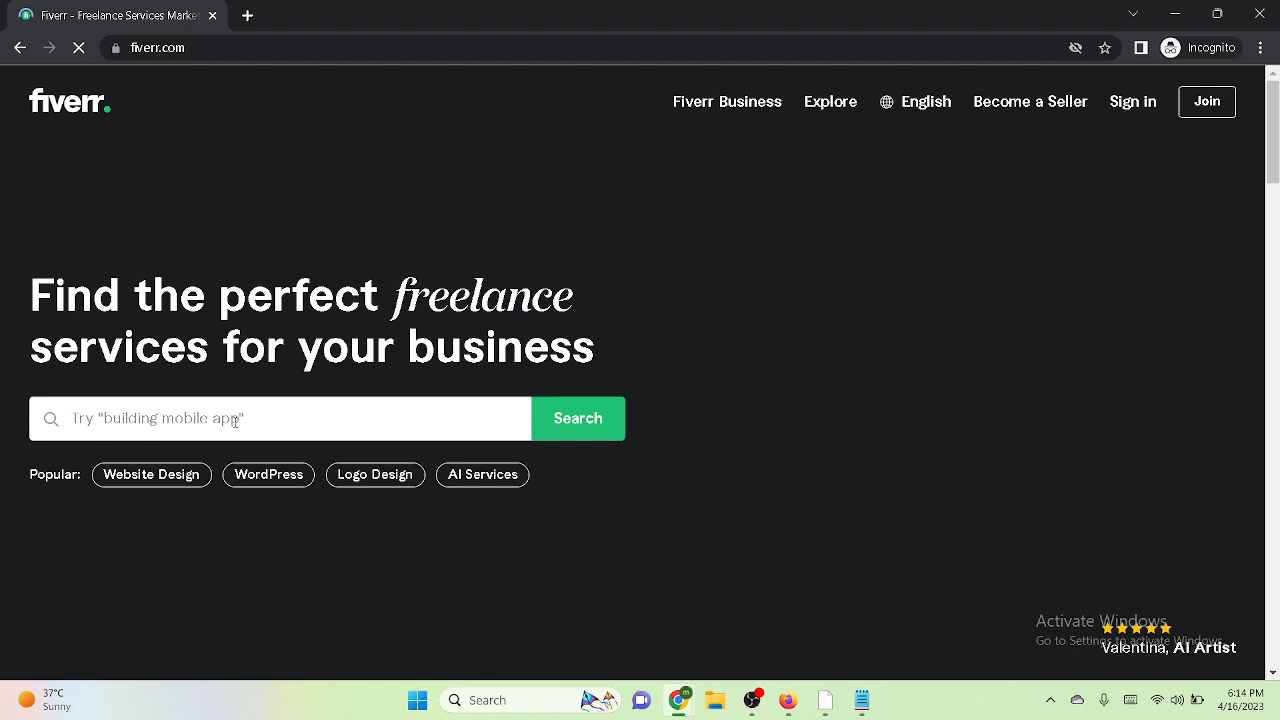 Fiverr - Freelance Services Market
fiverr.com
Incognito
fiverr.
Fiverr Business
Explore
English
Become a Seller
Sign in
Join
Find the perfect freelance
services for your business
Try "building mobile app"
Search
Popular:
Website Design
WordPress
Logo Design
AI Services
Activate Windows
Go to Settings to activate Windows.
Valentina, AI Artist
37°C
Sunny
Search
6:14 PM
4/16/2023